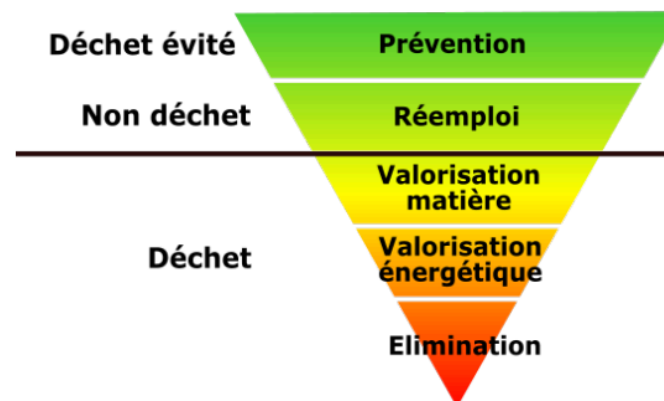 Déchet évité
Prévention
Non déchet
Réemploi
Valorisation
matière
Déchet
Valorisation
énergétique
Elimination